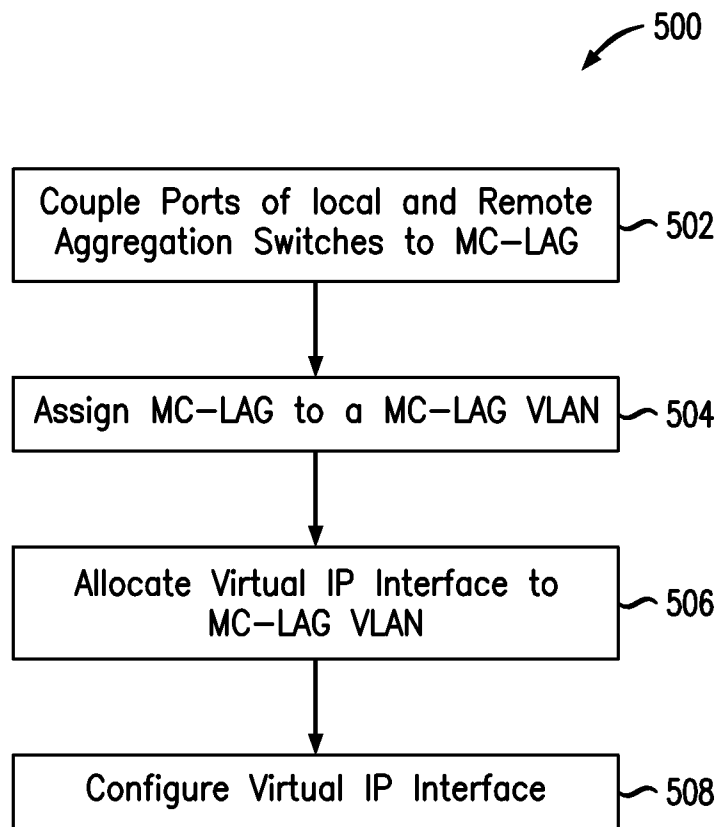 500
Couple Ports of local and Remote
Aggregation Switches to MC-LAG
502
Assign MC-LAG to a MC-LAG VLAN
504
Allocate Virtual IP Interface to
MC-LAG VLAN
506
Configure Virtual IP Interface
508